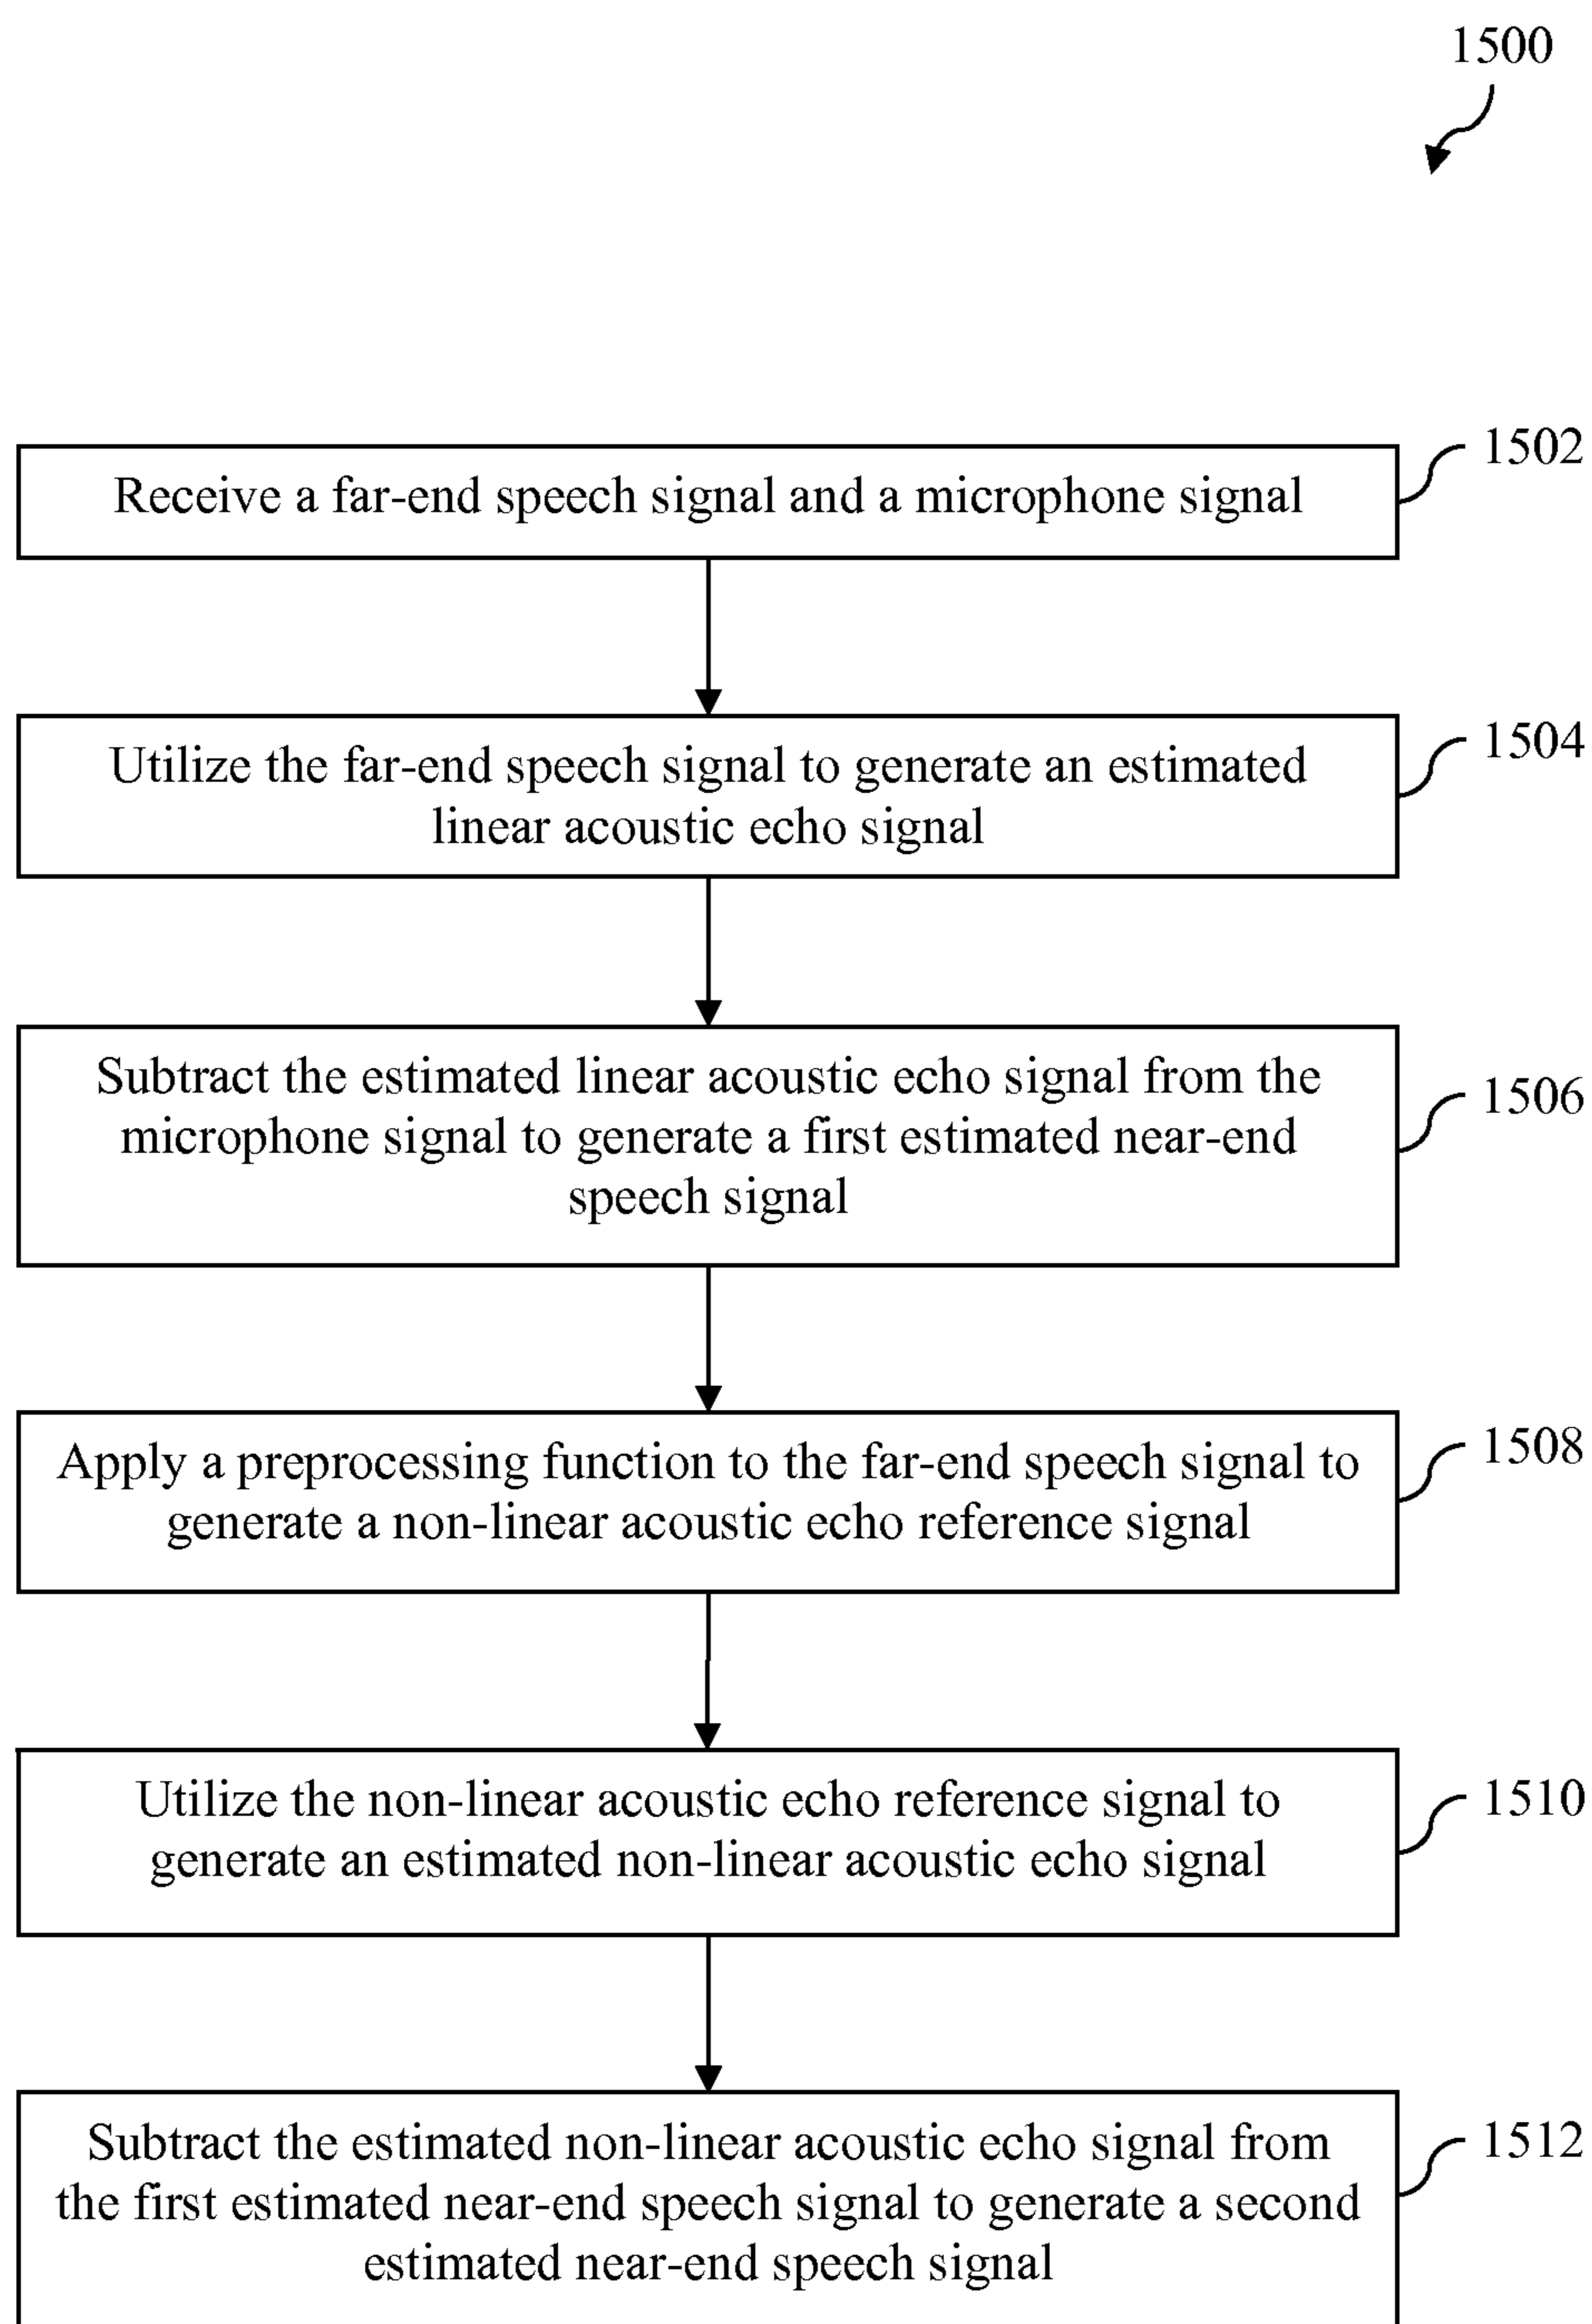 1500
Receive a far-end speech signal and a microphone signal
1502
Utilize the far-end speech signal to generate an estimated
linear acoustic echo signal
1504
Subtract the estimated linear acoustic echo signal from the
microphone signal to generate a first estimated near-end
speech signal
1506
Apply a preprocessing function to the far-end speech signal to
generate a non-linear acoustic echo reference signal
1508
Utilize the non-linear acoustic echo reference signal to
generate an estimated non-linear acoustic echo signal
1510
Subtract the estimated non-linear acoustic echo signal from
the first estimated near-end speech signal to generate a second
estimated near-end speech signal
1512